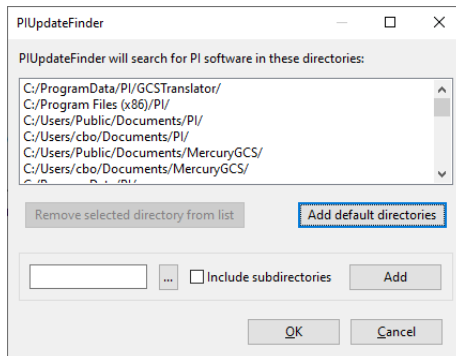 PIUpdateFinder
PIUpdateFinder will search for PI software in these directories:
C:/ProgramData/PI/GCSTranslator/
C:/Program Files (x86)/PI/
C:/Users/Public/Documents/PI/
C:/Users/cbo/Documents/PI/
C:/Users/Public/Documents/MercuryGCS/
C:/Users/cbo/Documents/MercuryGCS/
C:/ProgramData/PI/
Remove selected directory from list
Add default directories
...
Include subdirectories
Add
OK
Cancel